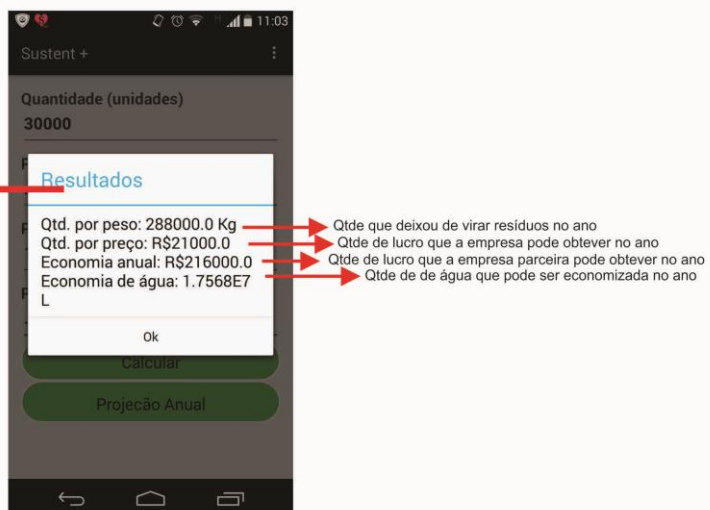 11:03
Sustent +
Quantidade (unidades)
30000
Resultados
Qtd. por peso: 288000.0 Kg
Qtd. por preço: R$21000.0
Economia anual: R$216000.0
Economia de água: 1.7568E7
L
Ok
Calcular
Projecão Anual
Qtde que deixou de virar resíduos no ano
Qtde de lucro que a empresa pode obtever no ano
Qtde de lucro que a empresa parceira pode obtever no ano
Qtde de de água que pode ser economizada no ano